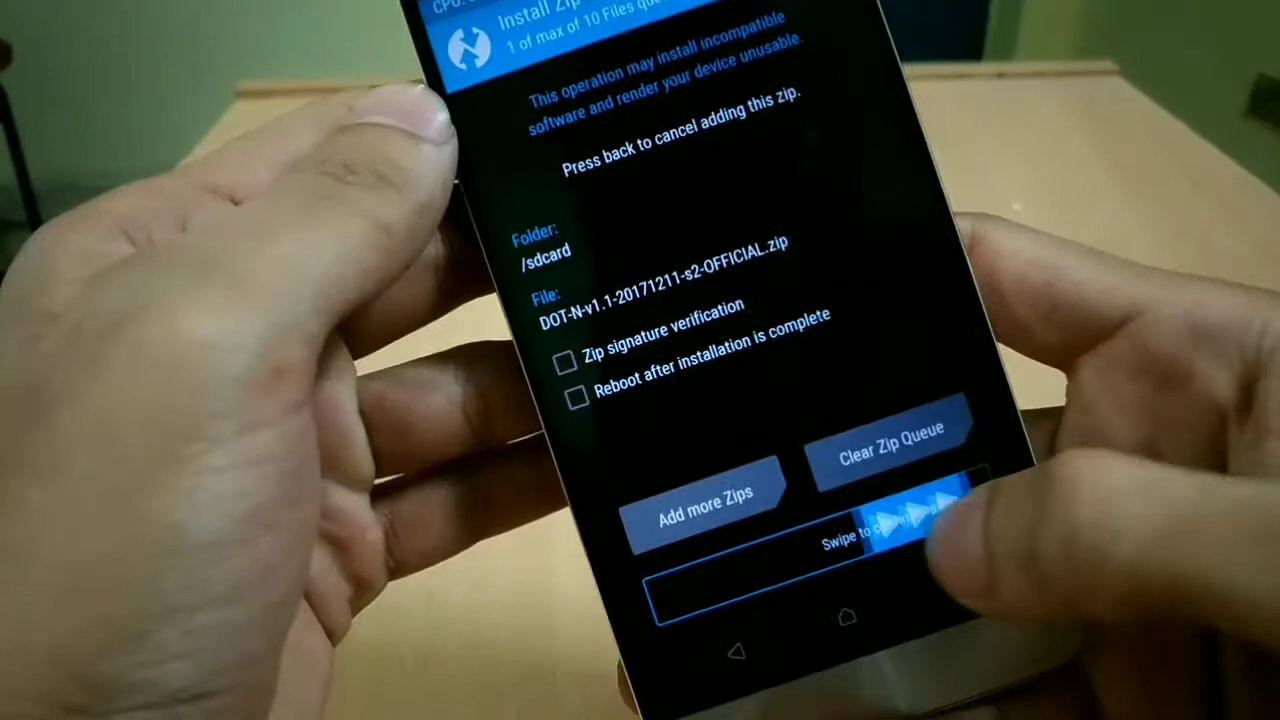 CPU:
Install Zip
1 of max of 10 Files
This operation may install incompatible
software and render your device unusable.
Press back to cancel adding this zip.
Folder:
/sdcard
File:
DOT-N-v1.1-20171211-s2-OFFICIAL.zip
Zip signature verification
Reboot after installation is complete
Add more Zips
Clear Zip Queue
Swipe to